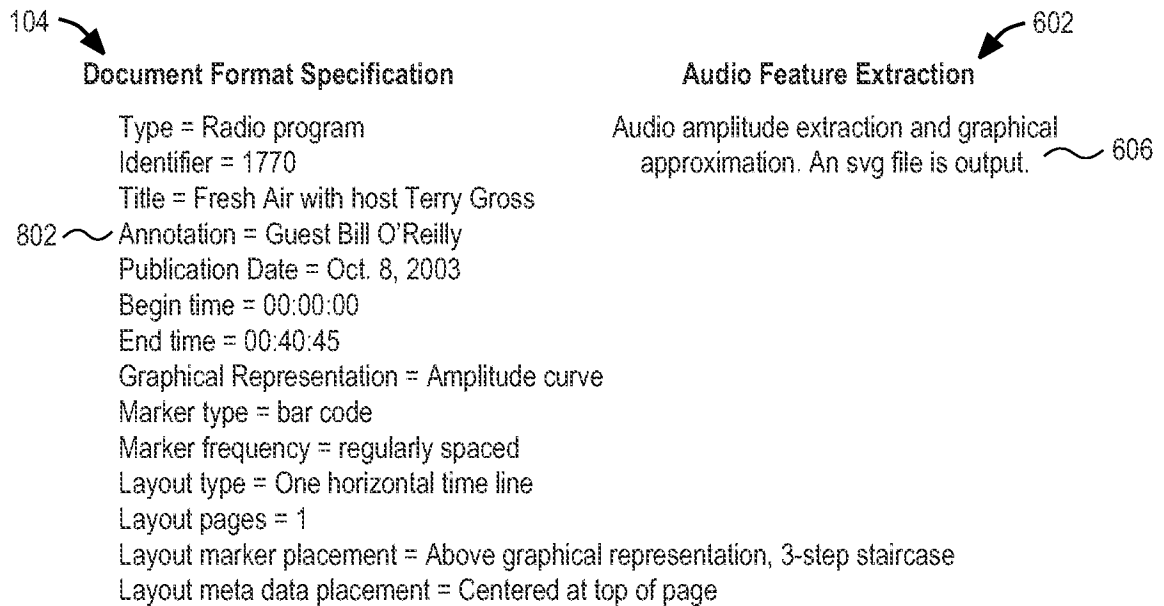 104
Document Format Specification
Type = Radio program
Identifier = 1770
Title = Fresh Air with host Terry Gross
802
Annotation = Guest Bill O'Reilly
Publication Date = Oct. 8, 2003
Begin time = 00:00:00
End time = 00:40:45
Graphical Representation = Amplitude curve
Marker type = bar code
Marker frequency = regularly spaced
Layout type = One horizontal time line
Layout pages = 1
Layout marker placement = Above graphical representation, 3-step staircase
Layout meta data placement = Centered at top of page
602
Audio Feature Extraction
Audio amplitude extraction and graphical
approximation. An svg file is output.
606